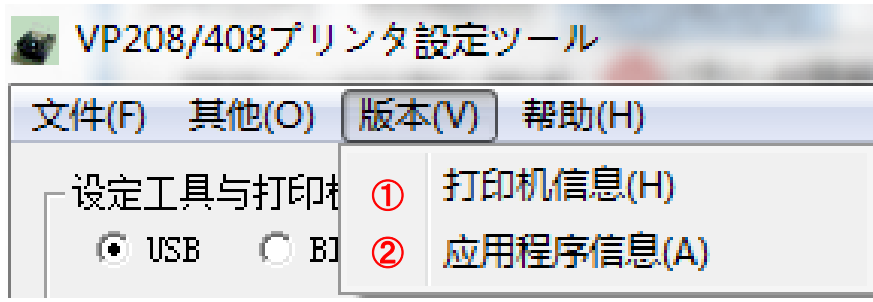 VP208/408プリンタ設定ツール
文件(F) 其他(O) 版本(V) 帮助(H)
设定工具与打印
① 打印机信息(H)
USB
② 应用程序信息(A)